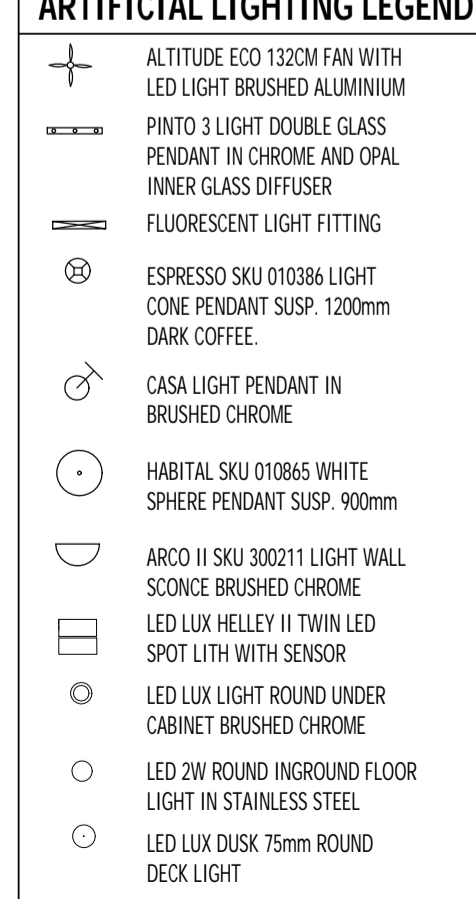 ARTIFICIAL LIGHTING LEGEND
ALTITUDE ECO 132CM FAN WITH
LED LIGHT BRUSHED ALUMINIUM
PINTO 3 LIGHT DOUBLE GLASS
PENDANT IN CHROME AND OPAL
INNER GLASS DIFFUSER
FLUORESCENT LIGHT FITTING
ESPRESSO SKU 010386 LIGHT
CONE PENDANT SUSP. 1200mm
DARK COFFEE.
CASA LIGHT PENDANT IN
BRUSHED CHROME
HABITAL SKU 010865 WHITE
SPHERE PENDANT SUSP. 900mm
ARCO II SKU 300211 LIGHT WALL
SCONCE BRUSHED CHROME
LED LUX HELLEY II TWIN LED
SPOT LITH WITH SENSOR
LED LUX LIGHT ROUND UNDER
CABINET BRUSHED CHROME
LED 2W ROUND INGROUND FLOOR
LIGHT IN STAINLESS STEEL
LED LUX DUSK 75mm ROUND
DECK LIGHT